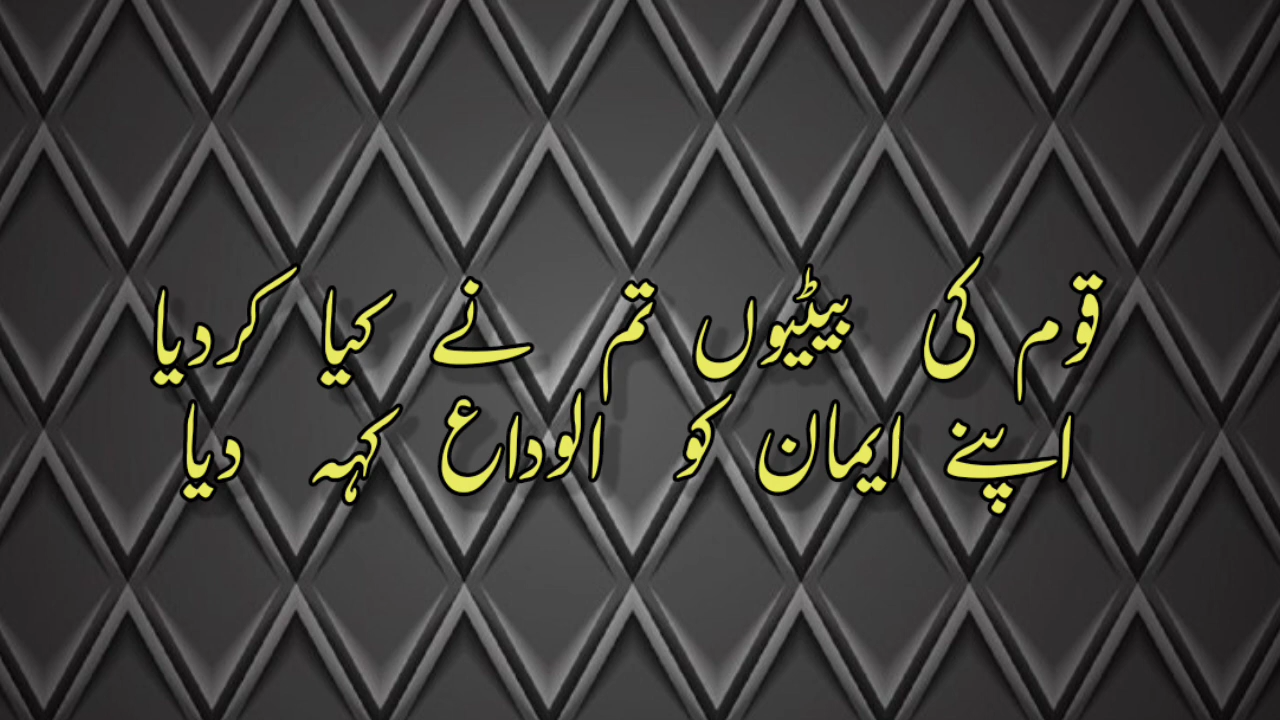 قوم کی بیٹیوں تم نے کیا کردیا
اپنے ایمان کو الوداع کہہ دیا